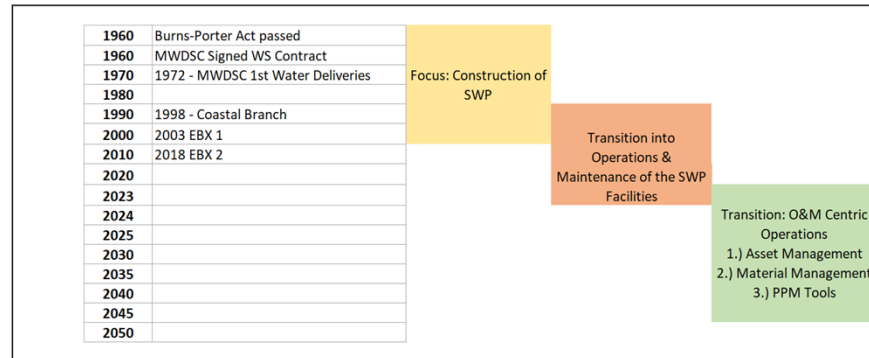 1960 Burns-Porter Act passed
1960 MWDSC Signed WS Contract
1970 1972 - MWDSC 1st Water Deliveries
1980
1990 1998 - Coastal Branch
2000 2003 EBX 1
2010 2018 EBX 2
2020
2023
2024
2025
2030
2035
2040
2045
2050
Focus: Construction of
SWP
Transition into
Operations &
Maintenance of the SWP
Facilities
Transition: O&M Centric
Operations
1.) Asset Management
2.) Material Management
3.) PPM Tools